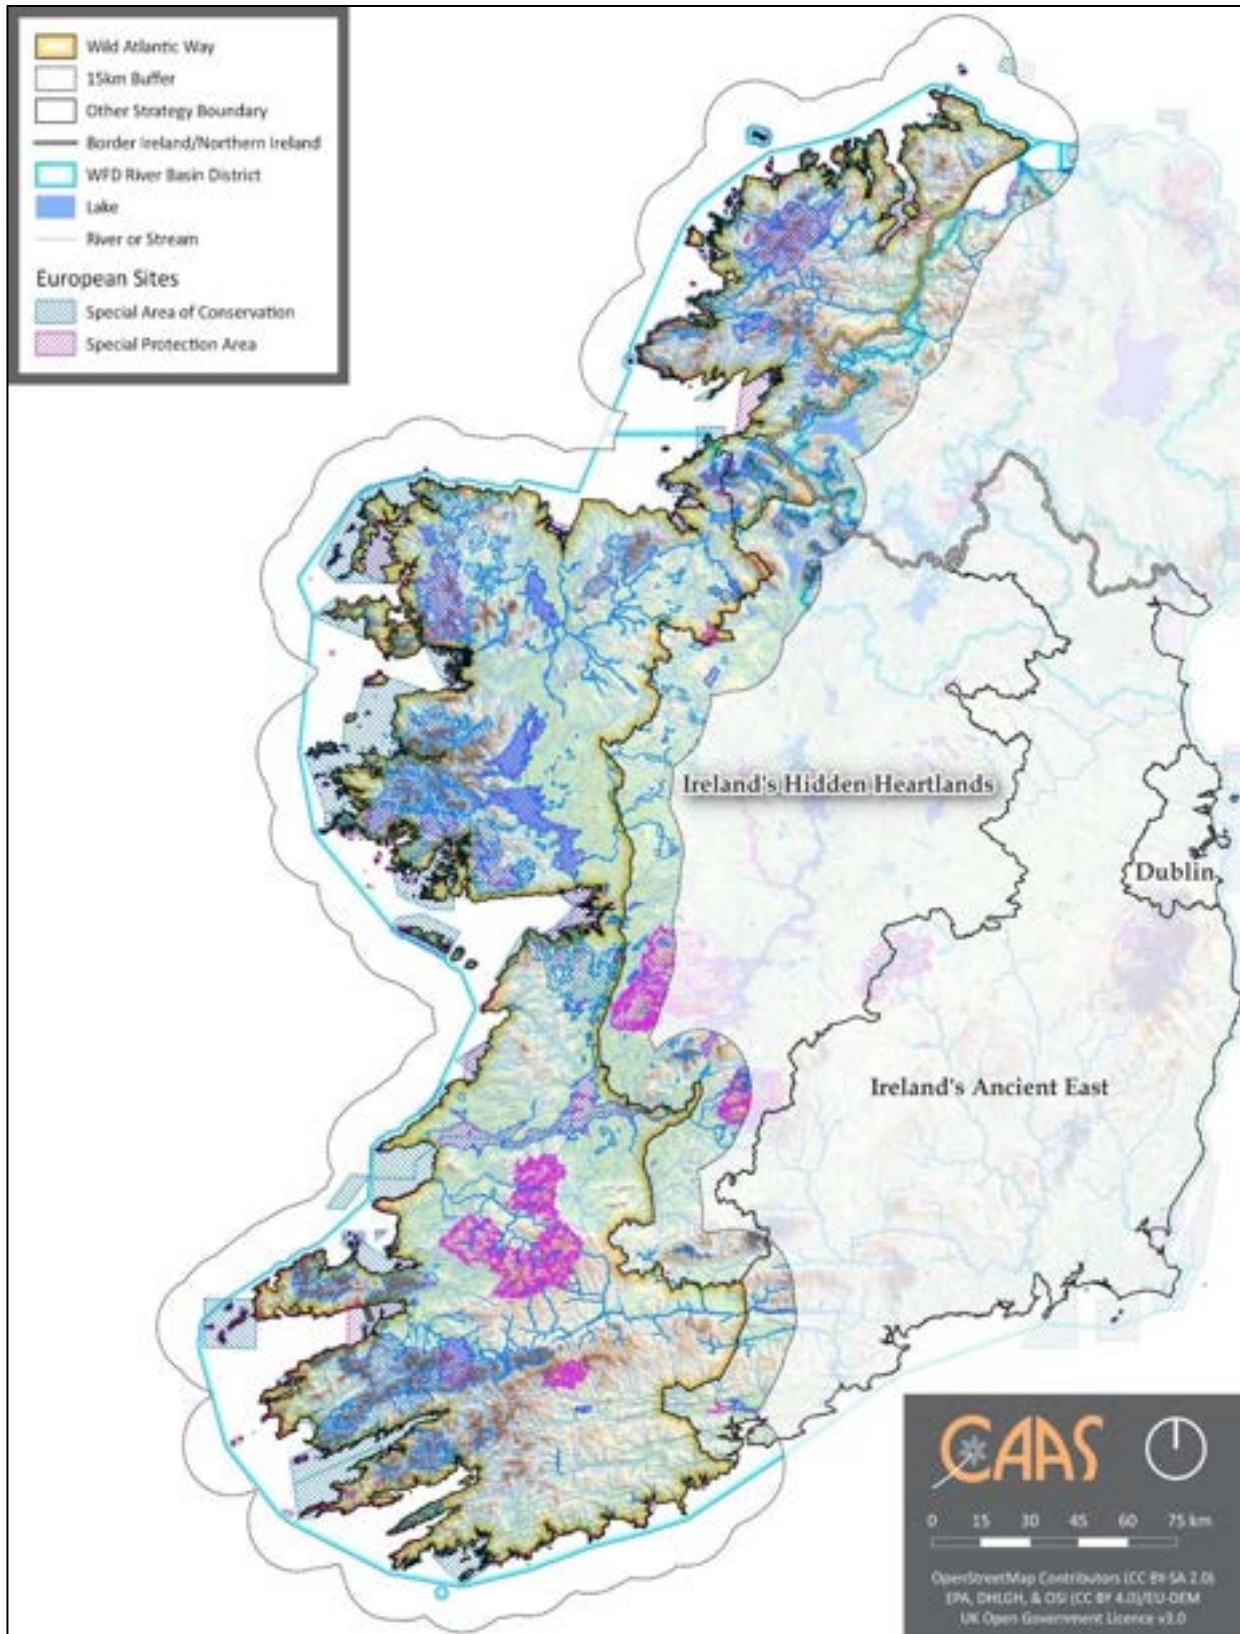 Wild Atlantic Way
15km Buffer
Other Strategy Boundary
Border Ireland/Northern Ireland
WFD River Basin District
Lake
River or Stream
European Sites
Special Area of Conservation
Special Protection Area
Ireland's Hidden Heartlands
Dublin
Ireland's Ancient East
CAAS
0 15 30 45 60 75 km
OpenStreetMap Contributors (CC BY-SA 2.0)
EPA, DHLGH, & OSI (CC BY 4.0)/EU-DEM
UK Open Government Licence v3.0